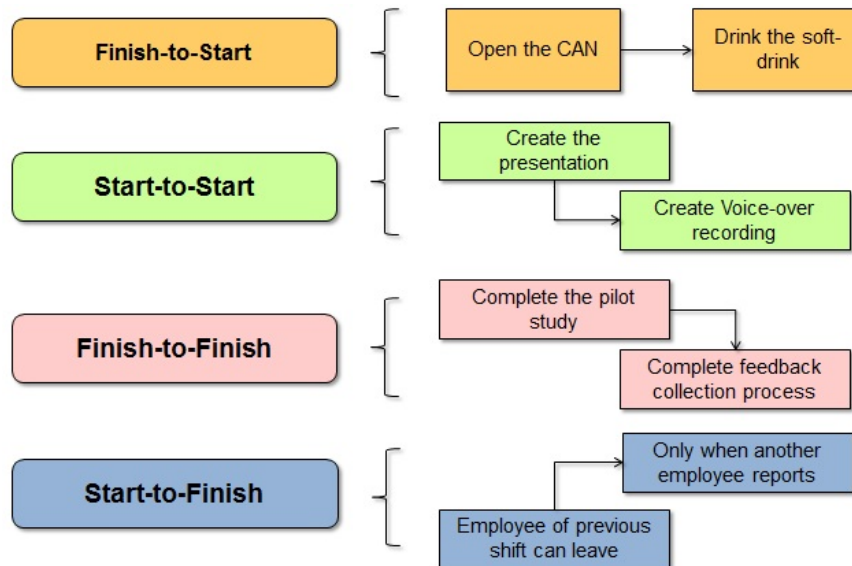 Finish-to-Start
Open the CAN
Drink the soft-
drink
Start-to-Start
Create the
presentation
Create Voice-over
recording
Finish-to-Finish
Complete the pilot
study
Complete feedback
collection process
Start-to-Finish
Only when another
employee reports
Employee of previous
shift can leave